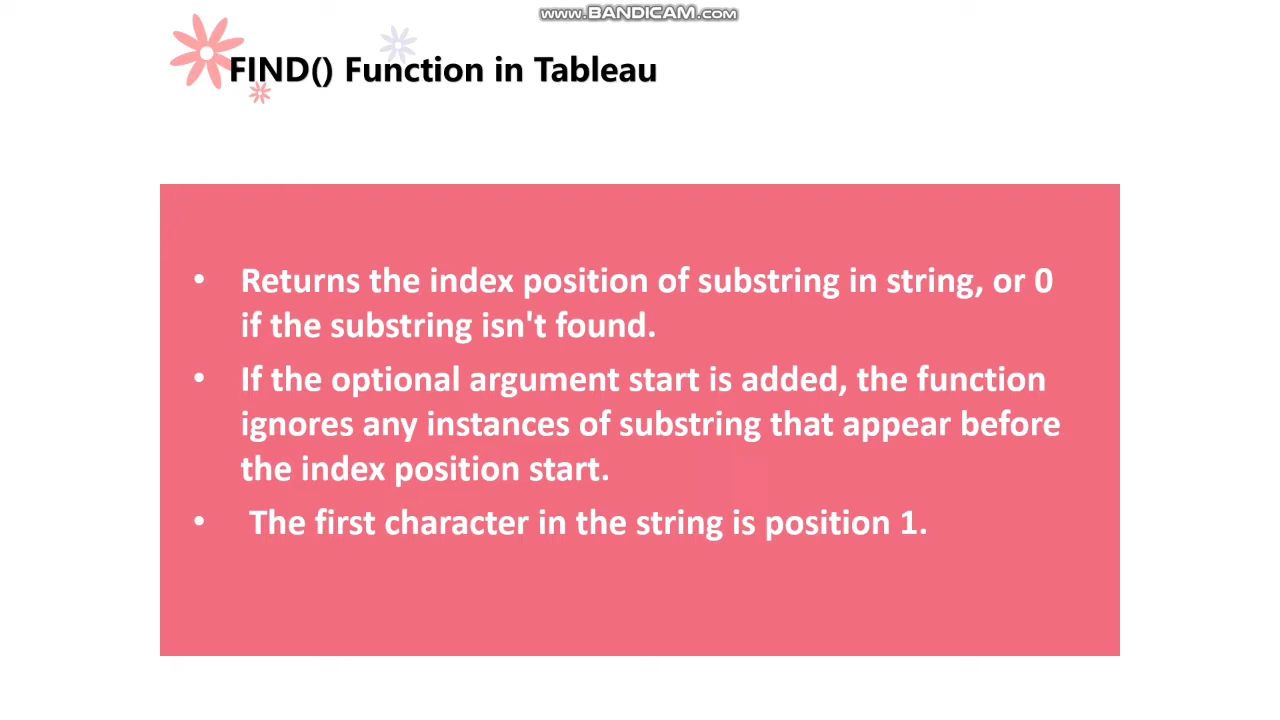 www.BANDICAM.com
FIND() Function in Tableau
• Returns the index position of substring in string, or 0
if the substring isn't found.
• If the optional argument start is added, the function
ignores any instances of substring that appear before
the index position start.
• The first character in the string is position 1.